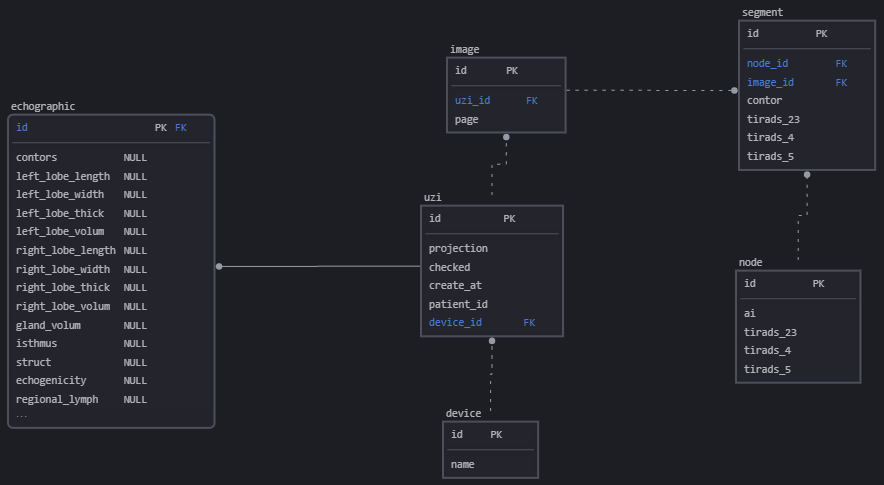 echographic
id PK FK
contors NULL
left_lobe_length NULL
left_lobe_width NULL
left_lobe_thick NULL
left_lobe_volum NULL
right_lobe_length NULL
right_lobe_width NULL
right_lobe_thick NULL
right_lobe_volum NULL
gland_volum NULL
isthmus NULL
struct NULL
echogenicity NULL
regional_lymph NULL
...
image
id PK
uzi_id FK
page
uzi
id PK
projection
checked
create_at
patient_id
device_id FK
device
id PK
name
segment
id PK
node_id FK
image_id FK
contor
tirads_23
tirads_4
tirads_5
node
id PK
ai
tirads_23
tirads_4
tirads_5